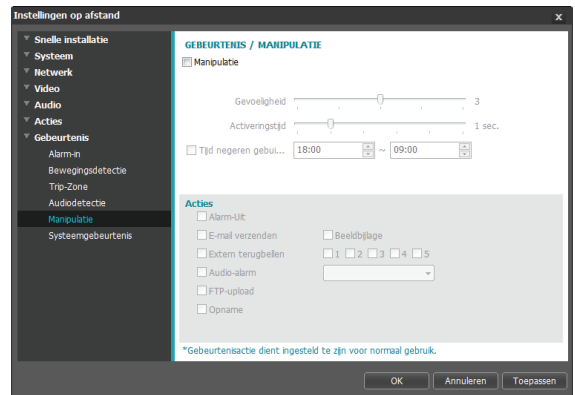 Instellingen op afstand
x
Snelle installatie
Systeem
Netwerk
Video
Audio
Acties
Gebeurtenis
Alarm-in
Bewegingsdetectie
Trip-Zone
Audiodetectie
Manipulatie
Systeemgebeurtenis
GEBEURTENIS / MANIPULATIE
Manipulatie
Gevoeligheid 3
Activeringstijd 1 sec.
Tijd negeren gebui... 18:00 ~ 09:00
Acties
Alarm-Uit
E-mail verzenden Beeldbijlage
Extern terugbellen 1 2 3 4 5
Audio-alarm
FTP-upload
Opname
*Gebeurtenisactie dient ingesteld te zijn voor normaal gebruik.
OK Annuleren Toepassen